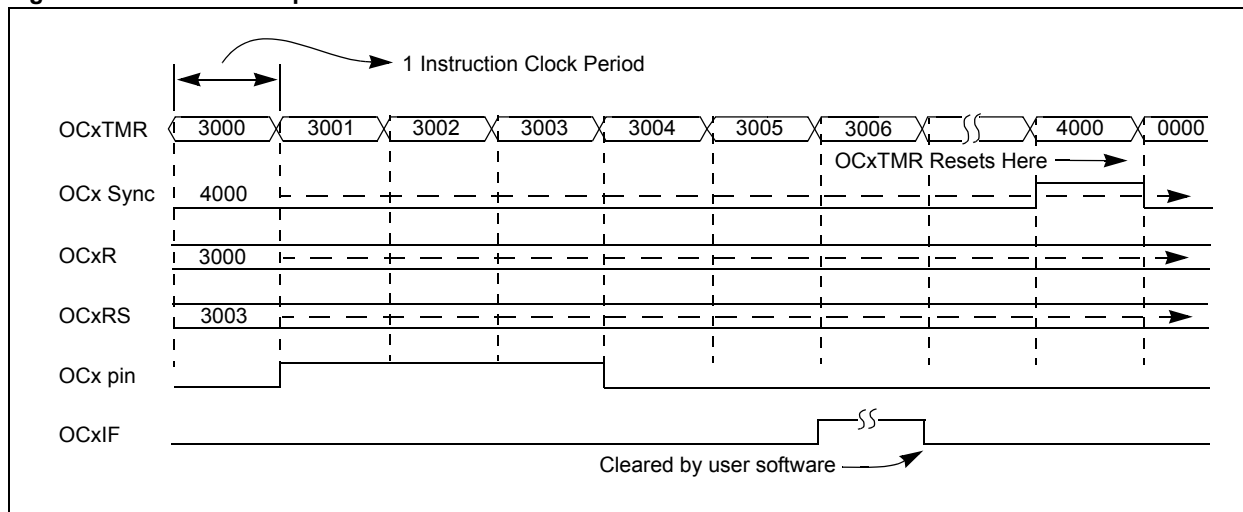 1 Instruction Clock Period
OCxTMR 3000 3001 3002 3003 3004 3005 3006 4000 0000
OCxTMR Resets Here
OCx Sync 4000
OCxR 3000
OCxRS 3003
OCx pin
OCxIF
Cleared by user software